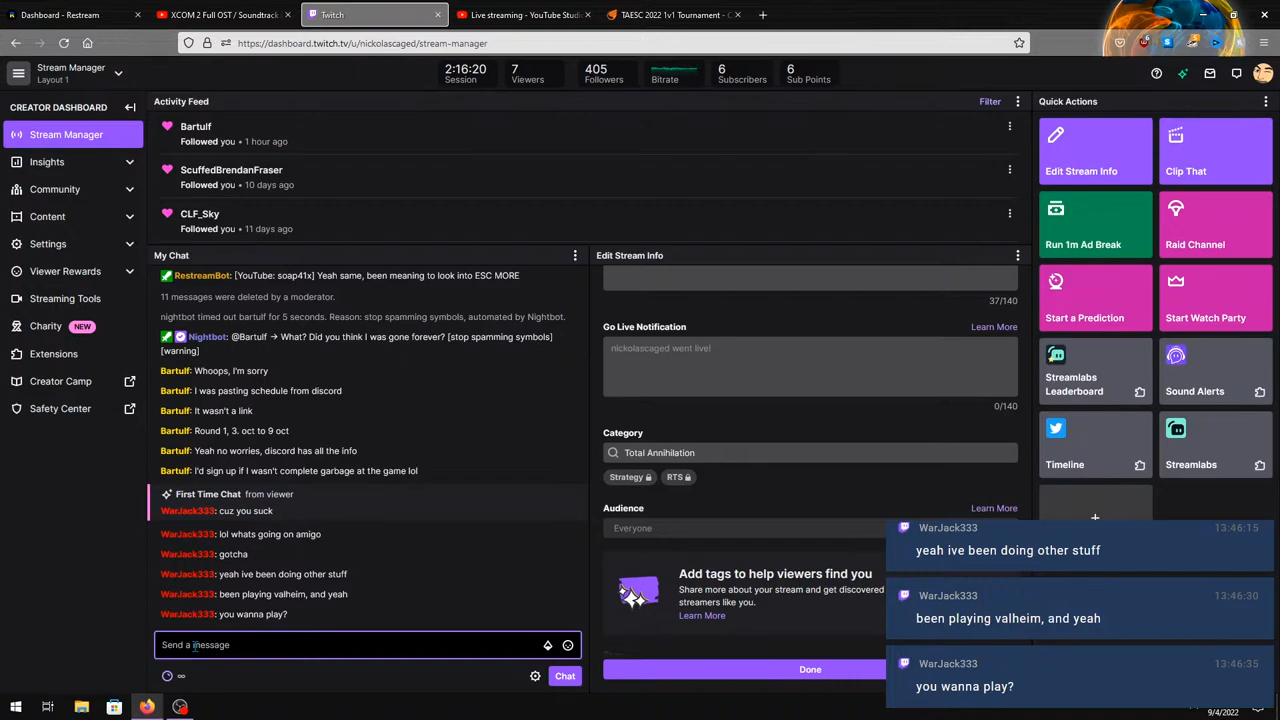 Dashboard - Restream
XCOM 2 Full OST / Soundtrack
Twitch
Live streaming - YouTube Studio
TAESC 2022 1v1 Tournament - C
https://dashboard.twitch.tv/u/nickolascaged/stream-manager
Stream Manager
Layout 1
2:16:20
Session
7
Viewers
405
Followers
Bitrate
6
Subscribers
6
Sub Points
CREATOR DASHBOARD
Stream Manager
Insights
Community
Content
Settings
Viewer Rewards
Streaming Tools
Charity NEW
Extensions
Creator Camp
Safety Center
Activity Feed
Filter
Bartulf
Followed you • 1 hour ago
ScuffedBrendanFraser
Followed you • 10 days ago
CLF_Sky
Followed you • 11 days ago
My Chat
RestreamBot: [YouTube: soap41x] Yeah same, been meaning to look into ESC MORE
11 messages were deleted by a moderator.
nightbot timed out bartulf for 5 seconds. Reason: stop spamming symbols, automated by Nightbot.
Nightbot: @Bartulf → What? Did you think I was gone forever? [stop spamming symbols]
[warning]
Bartulf: Whoops, I'm sorry
Bartulf: I was pasting schedule from discord
Bartulf: It wasn't a link
Bartulf: Round 1, 3. oct to 9 oct
Bartulf: Yeah no worries, discord has all the info
Bartulf: I'd sign up if I wasn't complete garbage at the game lol
First Time Chat from viewer
WarJack333: cuz you suck
WarJack333: lol whats going on amigo
WarJack333: gotcha
WarJack333: yeah ive been doing other stuff
WarJack333: been playing valheim, and yeah
WarJack333: you wanna play?
Send a message
Chat
Edit Stream Info
37/140
Go Live Notification
Learn More
nickolascaged went live!
0/140
Category
Total Annihilation
Strategy
RTS
Audience
Learn More
Everyone
Add tags to help viewers find you
Share more about your stream and get discovered
streamers like you.
Learn More
Done
Quick Actions
Edit Stream Info
Clip That
Run 1m Ad Break
Raid Channel
Start a Prediction
Start Watch Party
Streamlabs
Leaderboard
Sound Alerts
Timeline
Streamlabs
WarJack333
13:46:15
yeah ive been doing other stuff
WarJack333
13:46:30
been playing valheim, and yeah
WarJack333
13:46:35
you wanna play?
9/4/2022